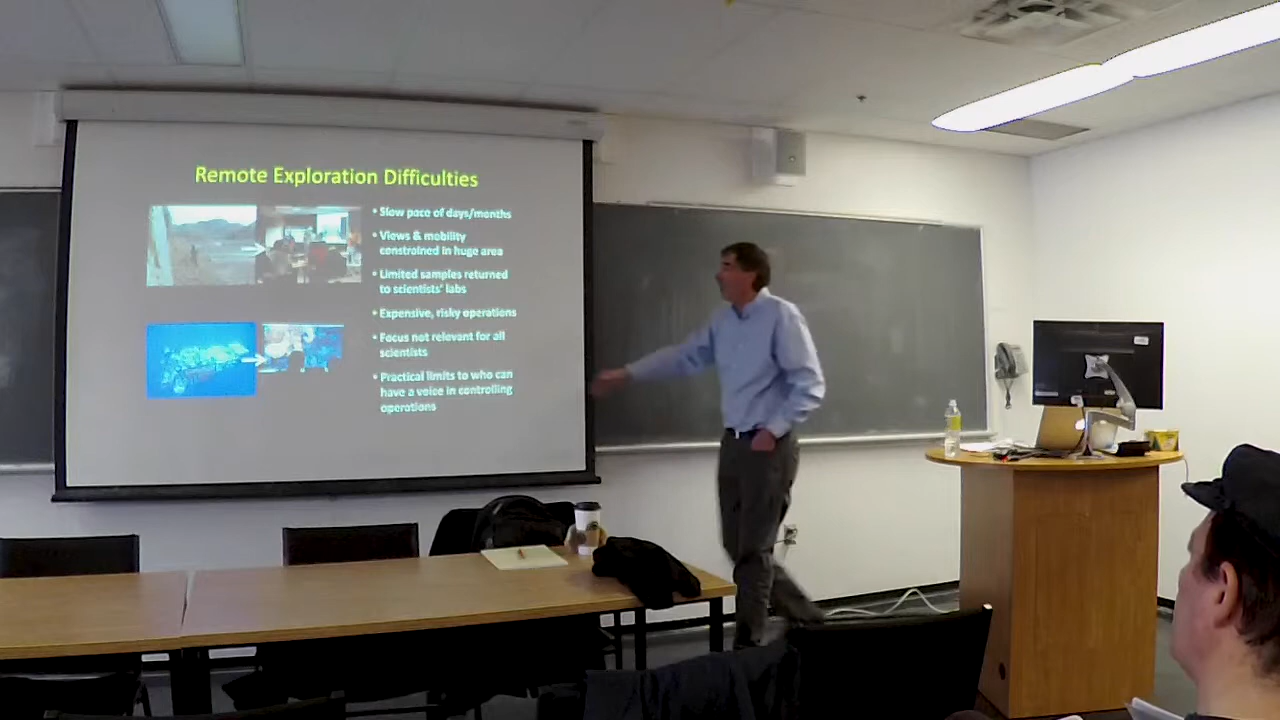 Remote Exploration Difficulties
• Slow pace of days/months
• Views & mobility
constrained in huge area
• Limited samples returned
to scientists' labs
• Expensive, risky operations
• Focus not relevant for all
scientists
• Practical limits to who can
have a voice in controlling
operations